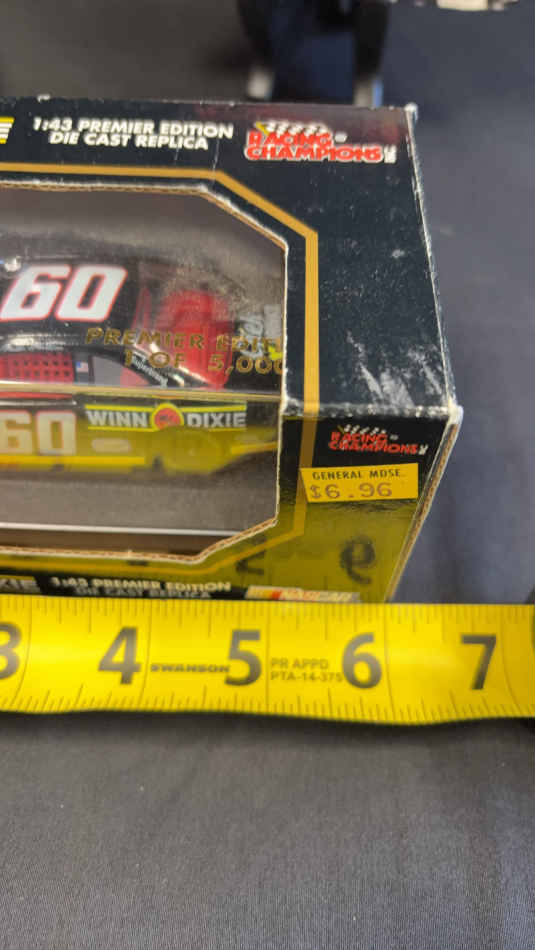 1:43 PREMIER EDITION
DIE CAST REPLICA
RACING
CHAMPIONS
60
PREMIER EDIT
1 OF 5,000
60 WINN DIXIE
RACING
CHAMPIONS
GENERAL MDSE.
$6.96
1:43 PREMIER EDITION
DIE CAST REPLICA
3 4 SWANSON 5 PR APPD 6 7
PTA-14-375